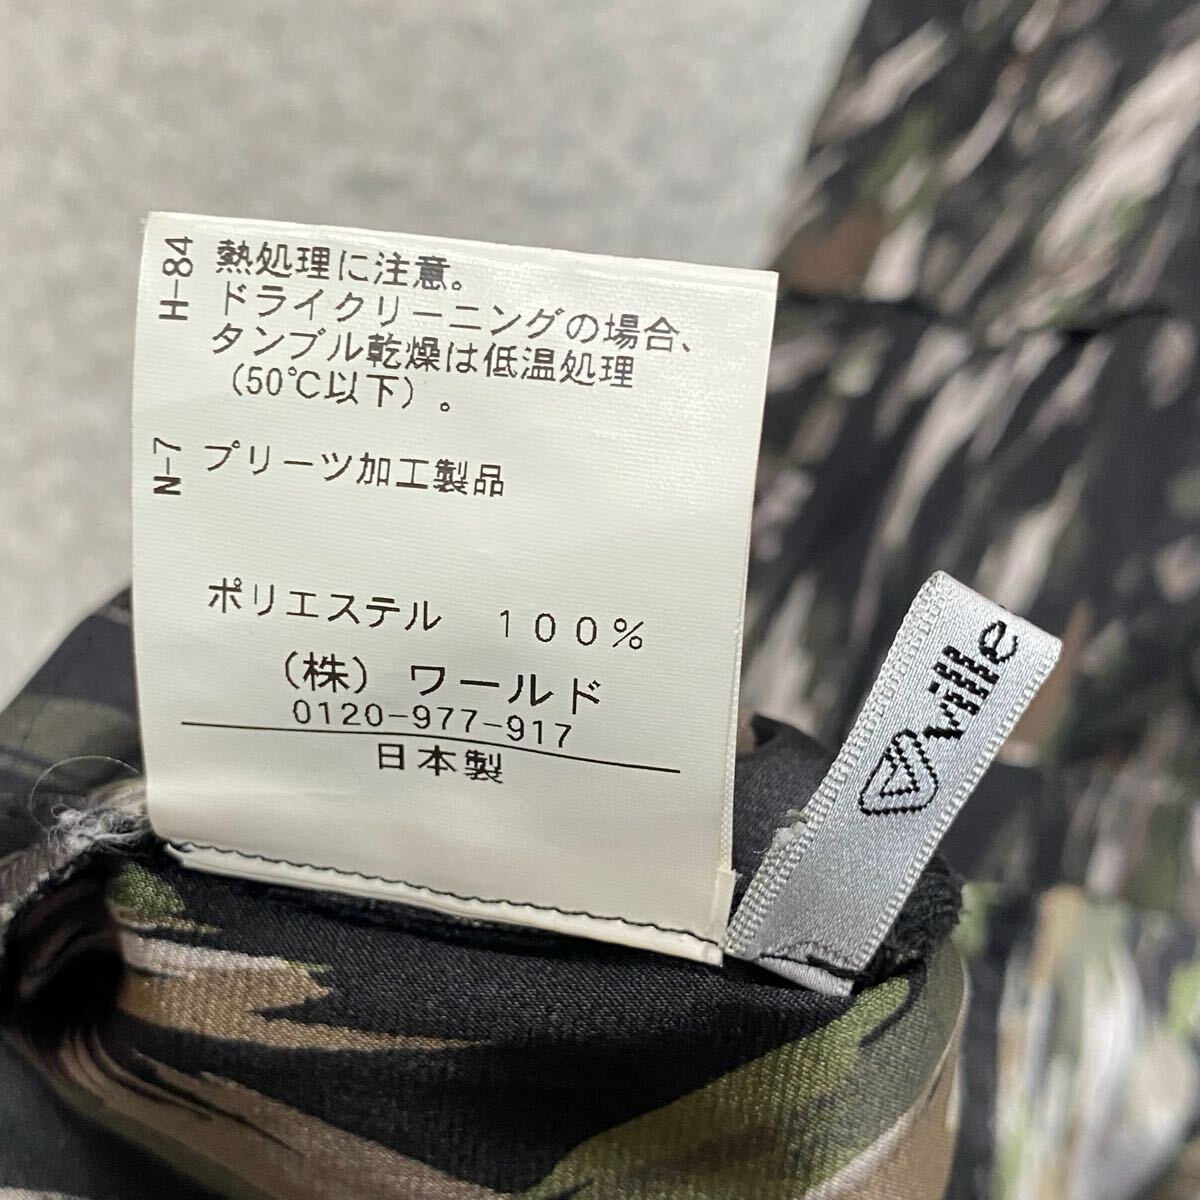 H-84
熱処理に注意。
ドライクリーニングの場合、
タンブル乾燥は低温処理
(50℃以下)。
N-7
プリーツ加工製品
ポリエステル　100%
(株)ワールド
0120-977-917
日本製
ville